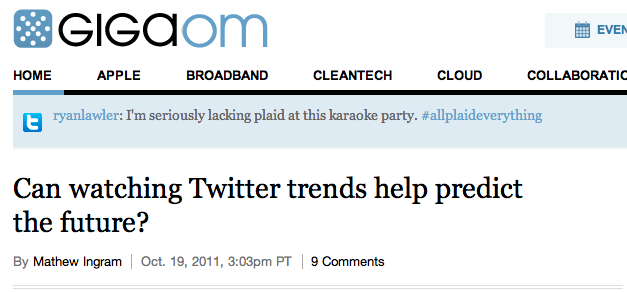 GIGAOM
EVEN
HOME APPLE BROADBAND CLEANTECH CLOUD COLLABORATIO
ryanlawler: I'm seriously lacking plaid at this karaoke party. #allplaideverything
Can watching Twitter trends help predict
the future?
By Mathew Ingram Oct. 19, 2011, 3:03pm PT 9 Comments